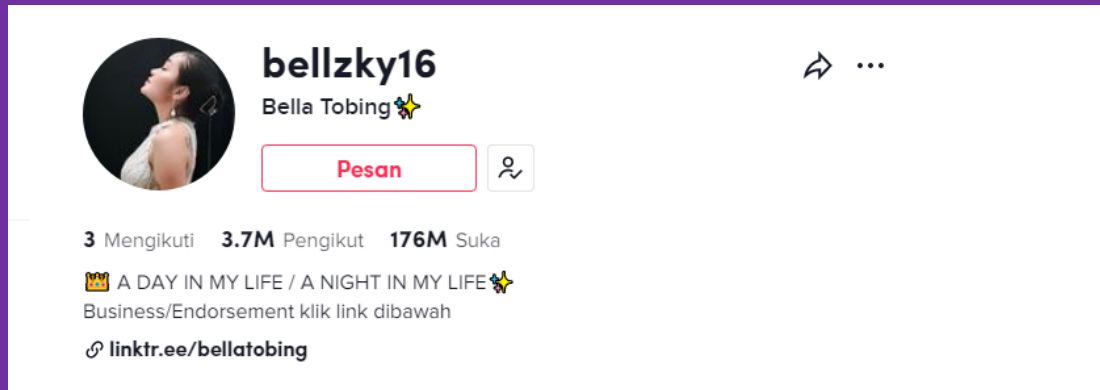 bellzky16
Bella Tobing✨
Pesan
3 Mengikuti 3.7M Pengikut 176M Suka
👑 A DAY IN MY LIFE / A NIGHT IN MY LIFE✨
Business/Endorsement klik link dibawah
linktr.ee/bellatobing